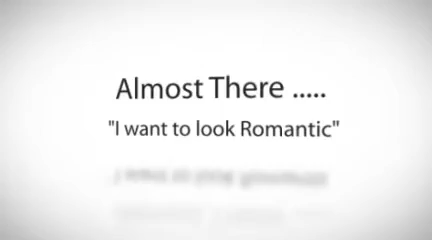 Almost There .....
"I want to look Romantic"